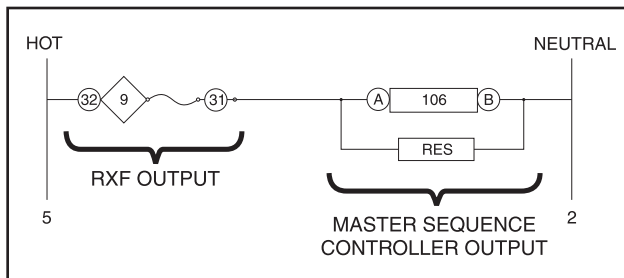 HOT
NEUTRAL
32
9
31
A
106
B
RES
RXF OUTPUT
5
MASTER SEQUENCE
CONTROLLER OUTPUT
2